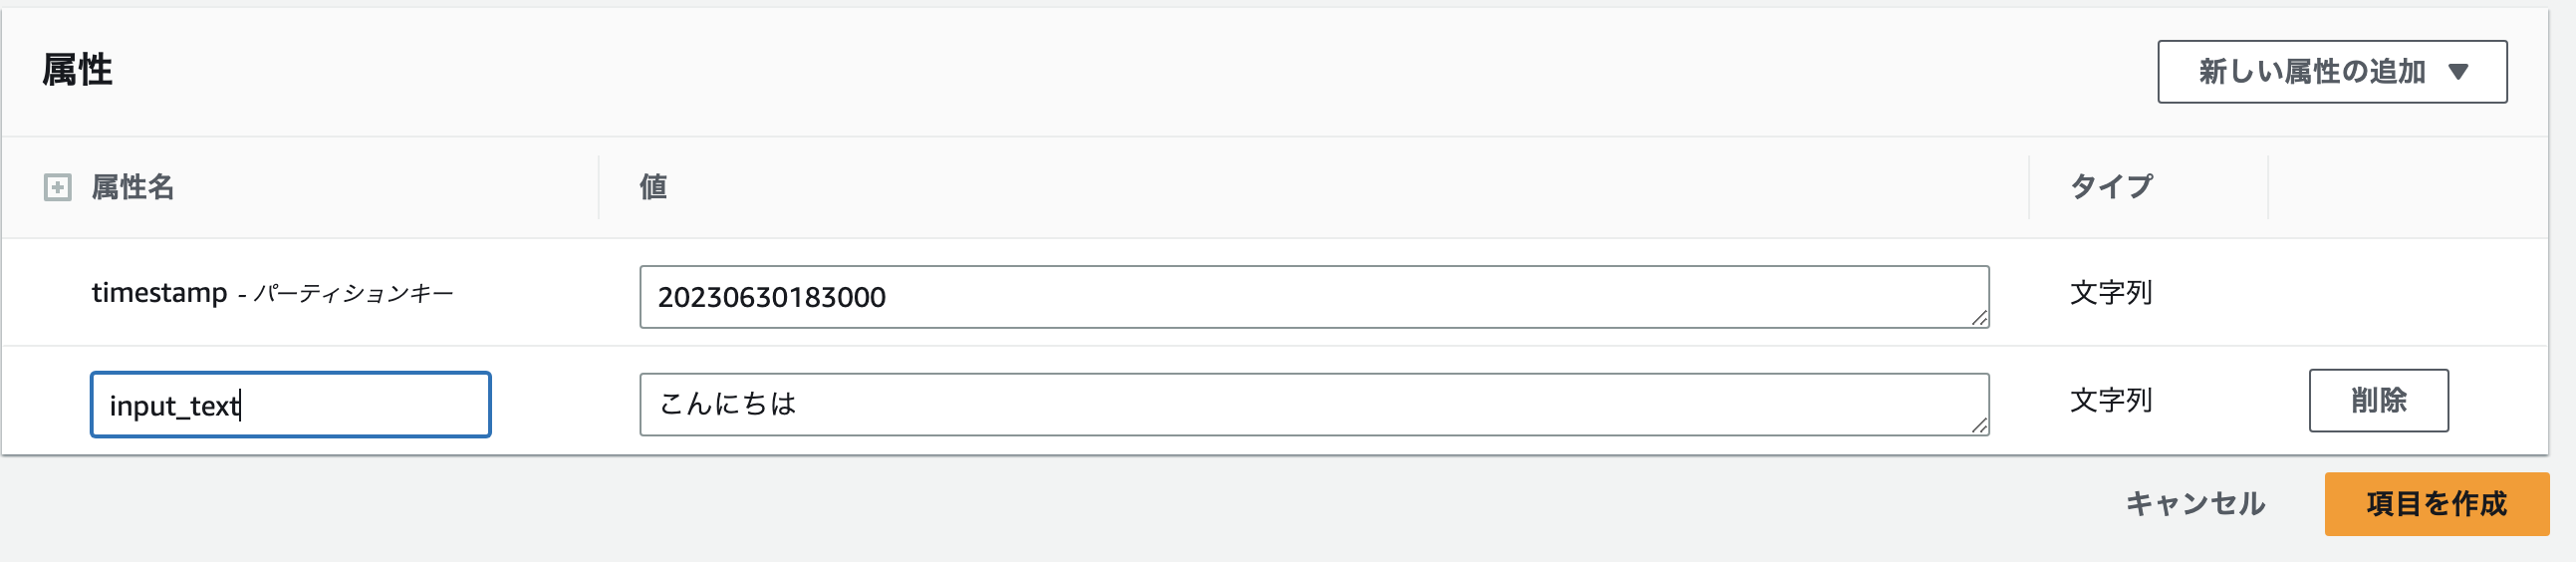 属性
新しい属性の追加 ▼
属性名 値 タイプ
timestamp - パーティションキー 20230630183000 文字列
input_text こんにちは 文字列 削除
キャンセル 項目を作成